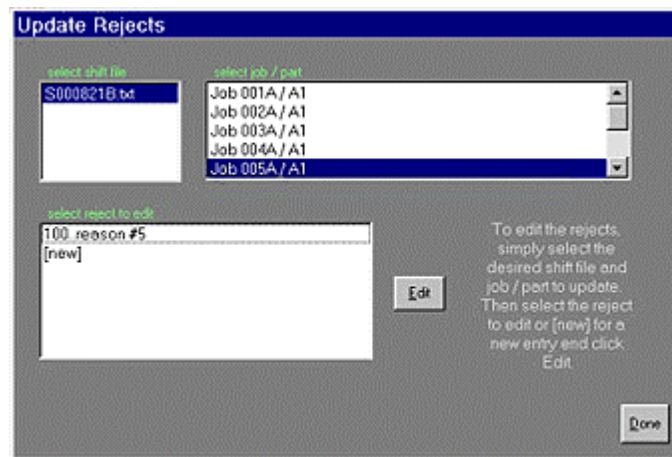 Update Rejects
select shift file
select job / part
S000821B.txt
Job 001A / A1
Job 002A / A1
Job 003A / A1
Job 004A / A1
Job 005A / A1
select reject to edit
100 reason #5
[new]
Edit
To edit the rejects,
simply select the
desired shift file and
job / part to update.
Then select the reject
to edit or [new] for a
new entry end click
Edit
Done